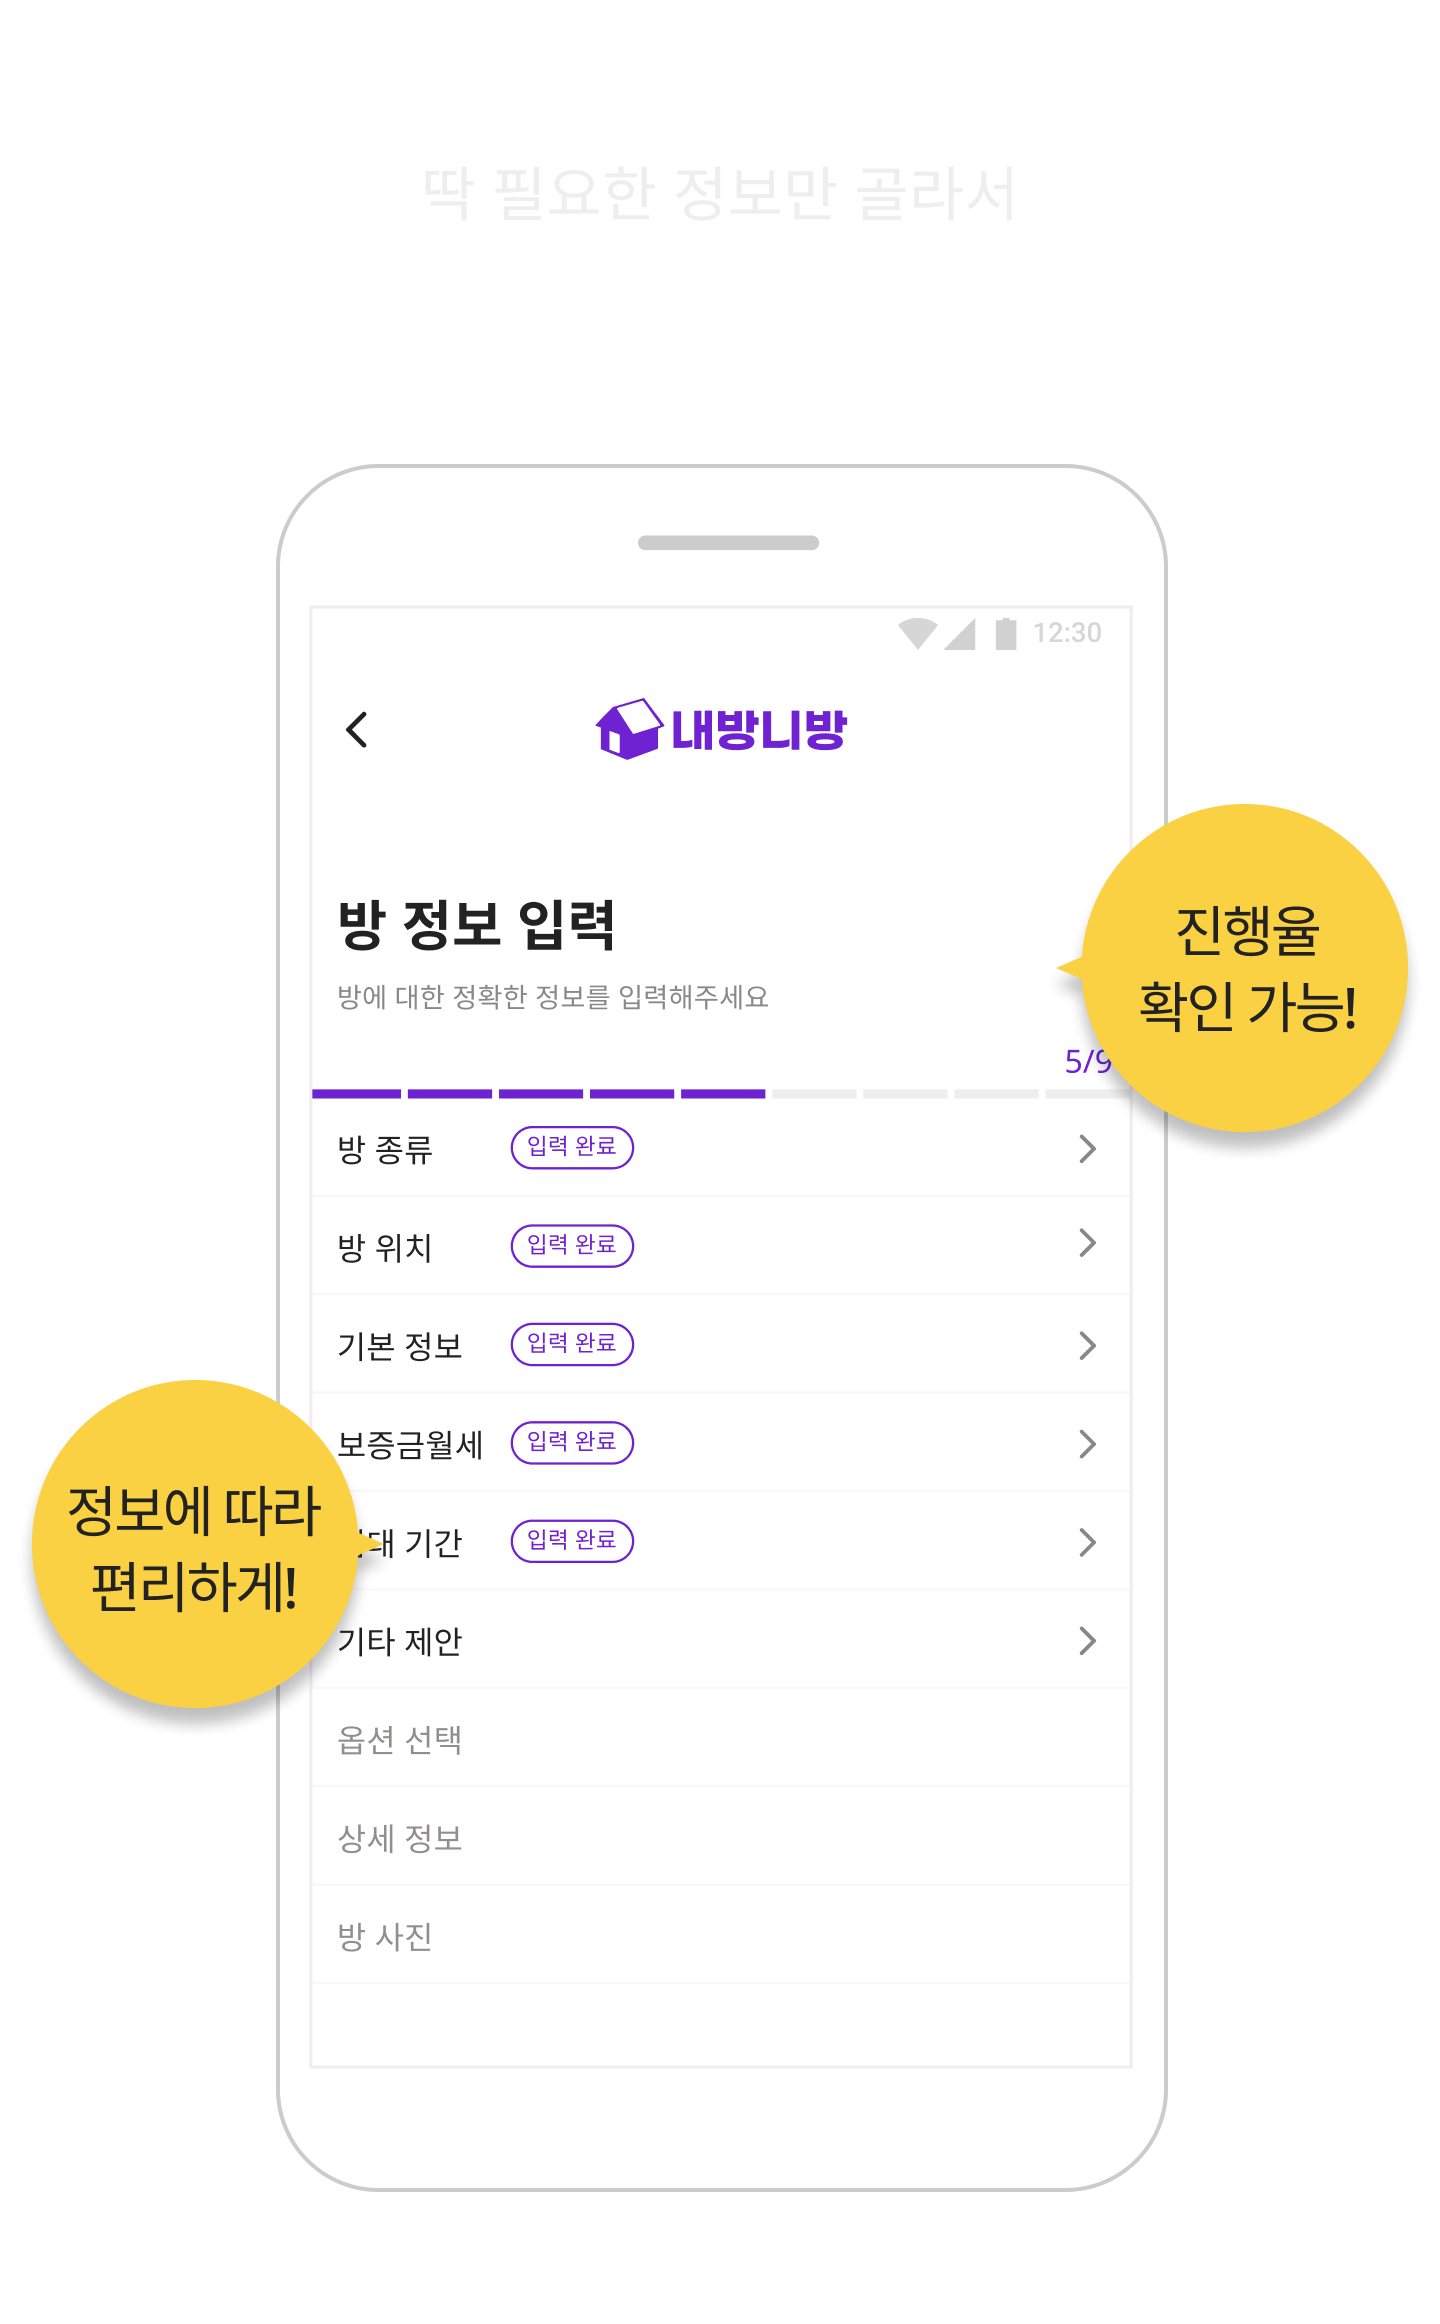 딱 필요한 정보만 골라서
12:30
내방니방
방 정보 입력
방에 대한 정확한 정보를 입력해주세요
진행율
확인 가능!
5/9
방 종류 입력 완료
방 위치 입력 완료
기본 정보 입력 완료
보증금월세 입력 완료
정보에 따라
편리하게!
기간 입력 완료
기타 제안
옵션 선택
상세 정보
방 사진